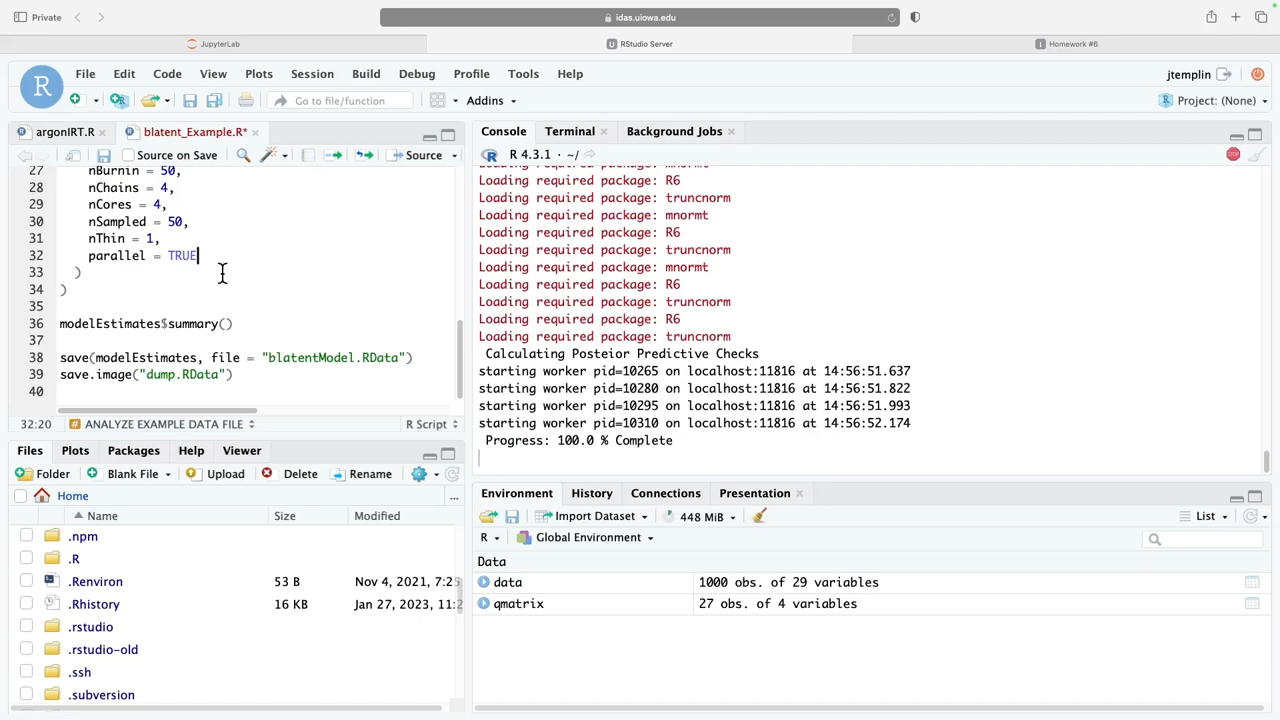 Private
idas.uiowa.edu
JupyterLab
RStudio Server
Homework #6
R
File Edit Code View Plots Session Build Debug Profile Tools Help
jtemplin
Go to file/function
Addins
Project: (None)
argonIRT.R
blatent_Example.R*
Source on Save
Source
27 nBurnin = 50,
28 nChains = 4,
29 nCores = 4,
30 nSampled = 50,
31 nThin = 1,
32 parallel = TRUE
33 )
34 )
35
36 modelEstimates$summary()
37
38 save(modelEstimates, file = "blatentModel.RData")
39 save.image("dump.RData")
40
32:20 # ANALYZE EXAMPLE DATA FILE R Script
Console Terminal Background Jobs
R 4.3.1 · ~/
Loading required package: mnormt
Loading required package: R6
Loading required package: truncnorm
Loading required package: mnormt
Loading required package: R6
Loading required package: truncnorm
Loading required package: mnormt
Loading required package: R6
Loading required package: truncnorm
Loading required package: R6
Loading required package: truncnorm
Calculating Posteior Predictive Checks
starting worker pid=10265 on localhost:11816 at 14:56:51.637
starting worker pid=10280 on localhost:11816 at 14:56:51.822
starting worker pid=10295 on localhost:11816 at 14:56:51.993
starting worker pid=10310 on localhost:11816 at 14:56:52.174
Progress: 100.0 % Complete
Files Plots Packages Help Viewer
Folder Blank File Upload Delete Rename
Home
...
Name Size Modified
.npm
.R
.Renviron 53 B Nov 4, 2021, 7:25
.Rhistory 16 KB Jan 27, 2023, 11:2
.rstudio
.rstudio-old
.ssh
.subversion
Environment History Connections Presentation
Import Dataset 448 MiB List
R Global Environment
Data
data 1000 obs. of 29 variables
qmatrix 27 obs. of 4 variables